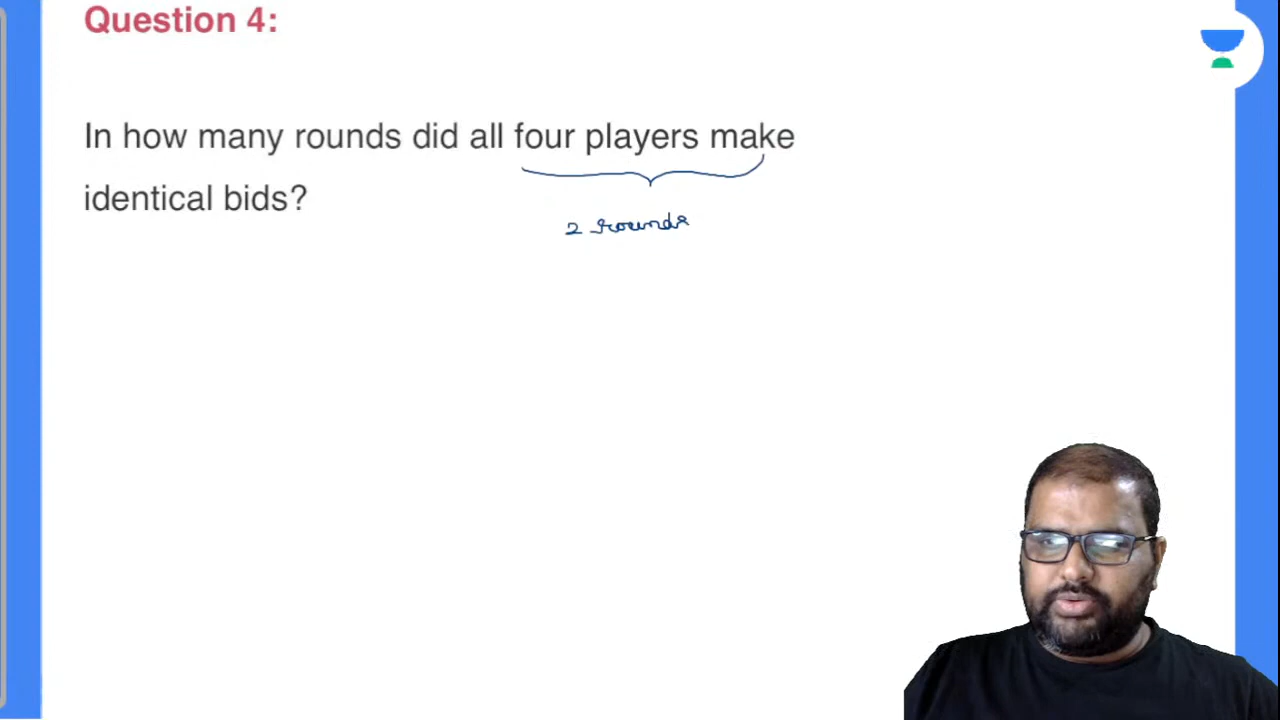 Question 4:
In how many rounds did all four players make
identical bids?
2 rounds